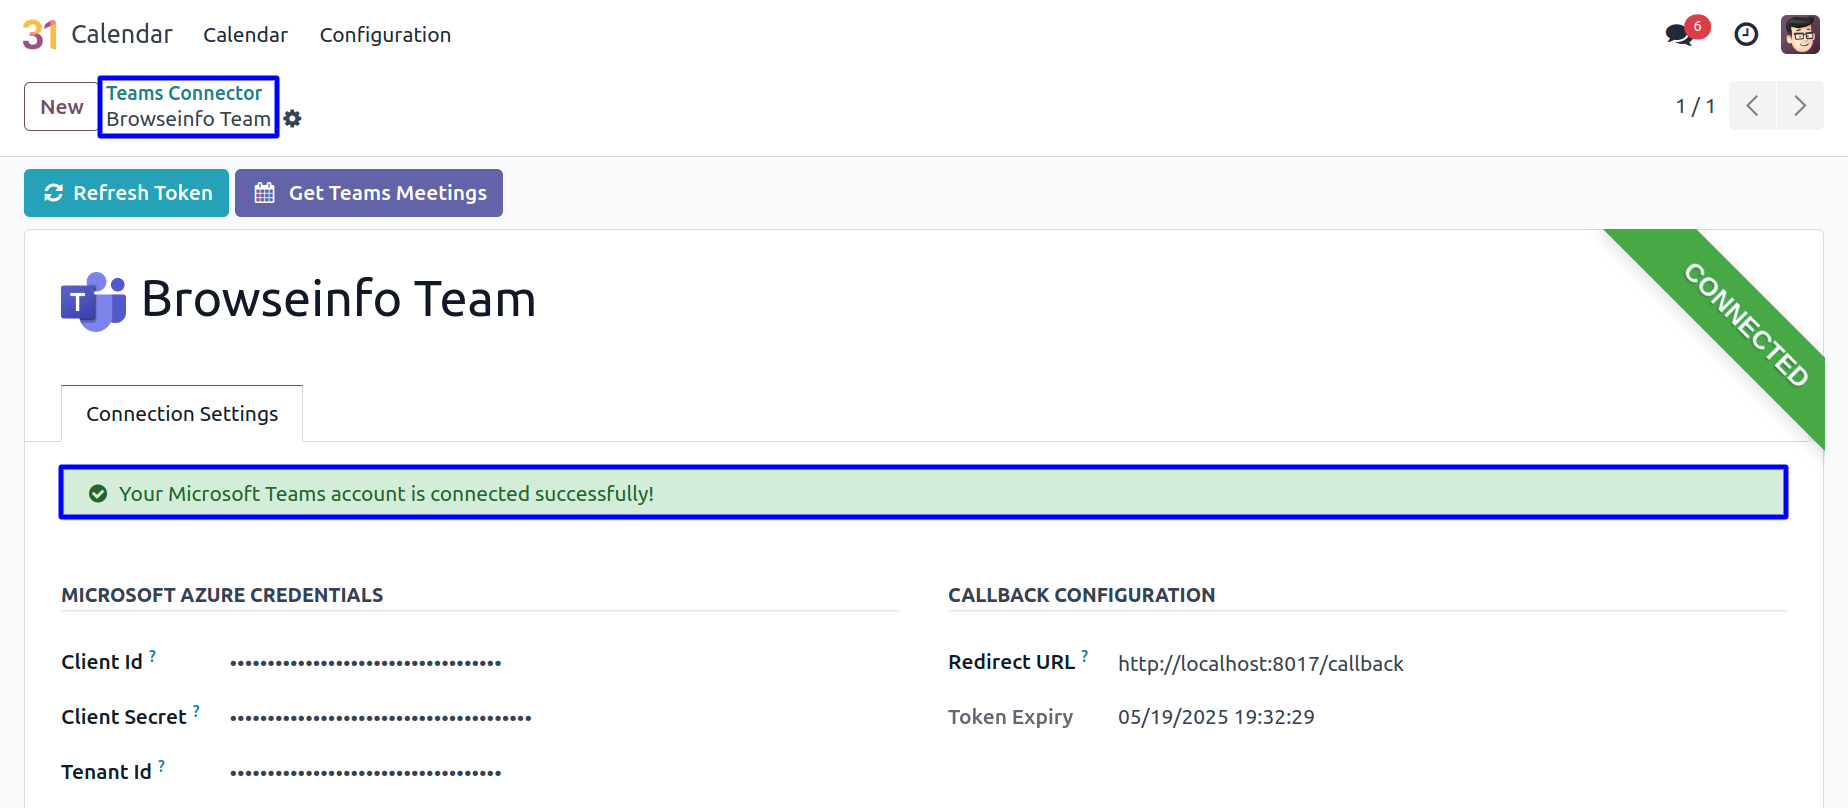 31 Calendar Calendar Configuration
6
New
Teams Connector
Browseinfo Team
1 / 1
Refresh Token
Get Teams Meetings
T Browseinfo Team
CONNECTED
Connection Settings
Your Microsoft Teams account is connected successfully!
MICROSOFT AZURE CREDENTIALS
Client Id ?
••••••••••••••••••••••••••••••••••••
Client Secret ?
••••••••••••••••••••••••••••••••••••••••
Tenant Id ?
••••••••••••••••••••••••••••••••••••
CALLBACK CONFIGURATION
Redirect URL ? http://localhost:8017/callback
Token Expiry 05/19/2025 19:32:29